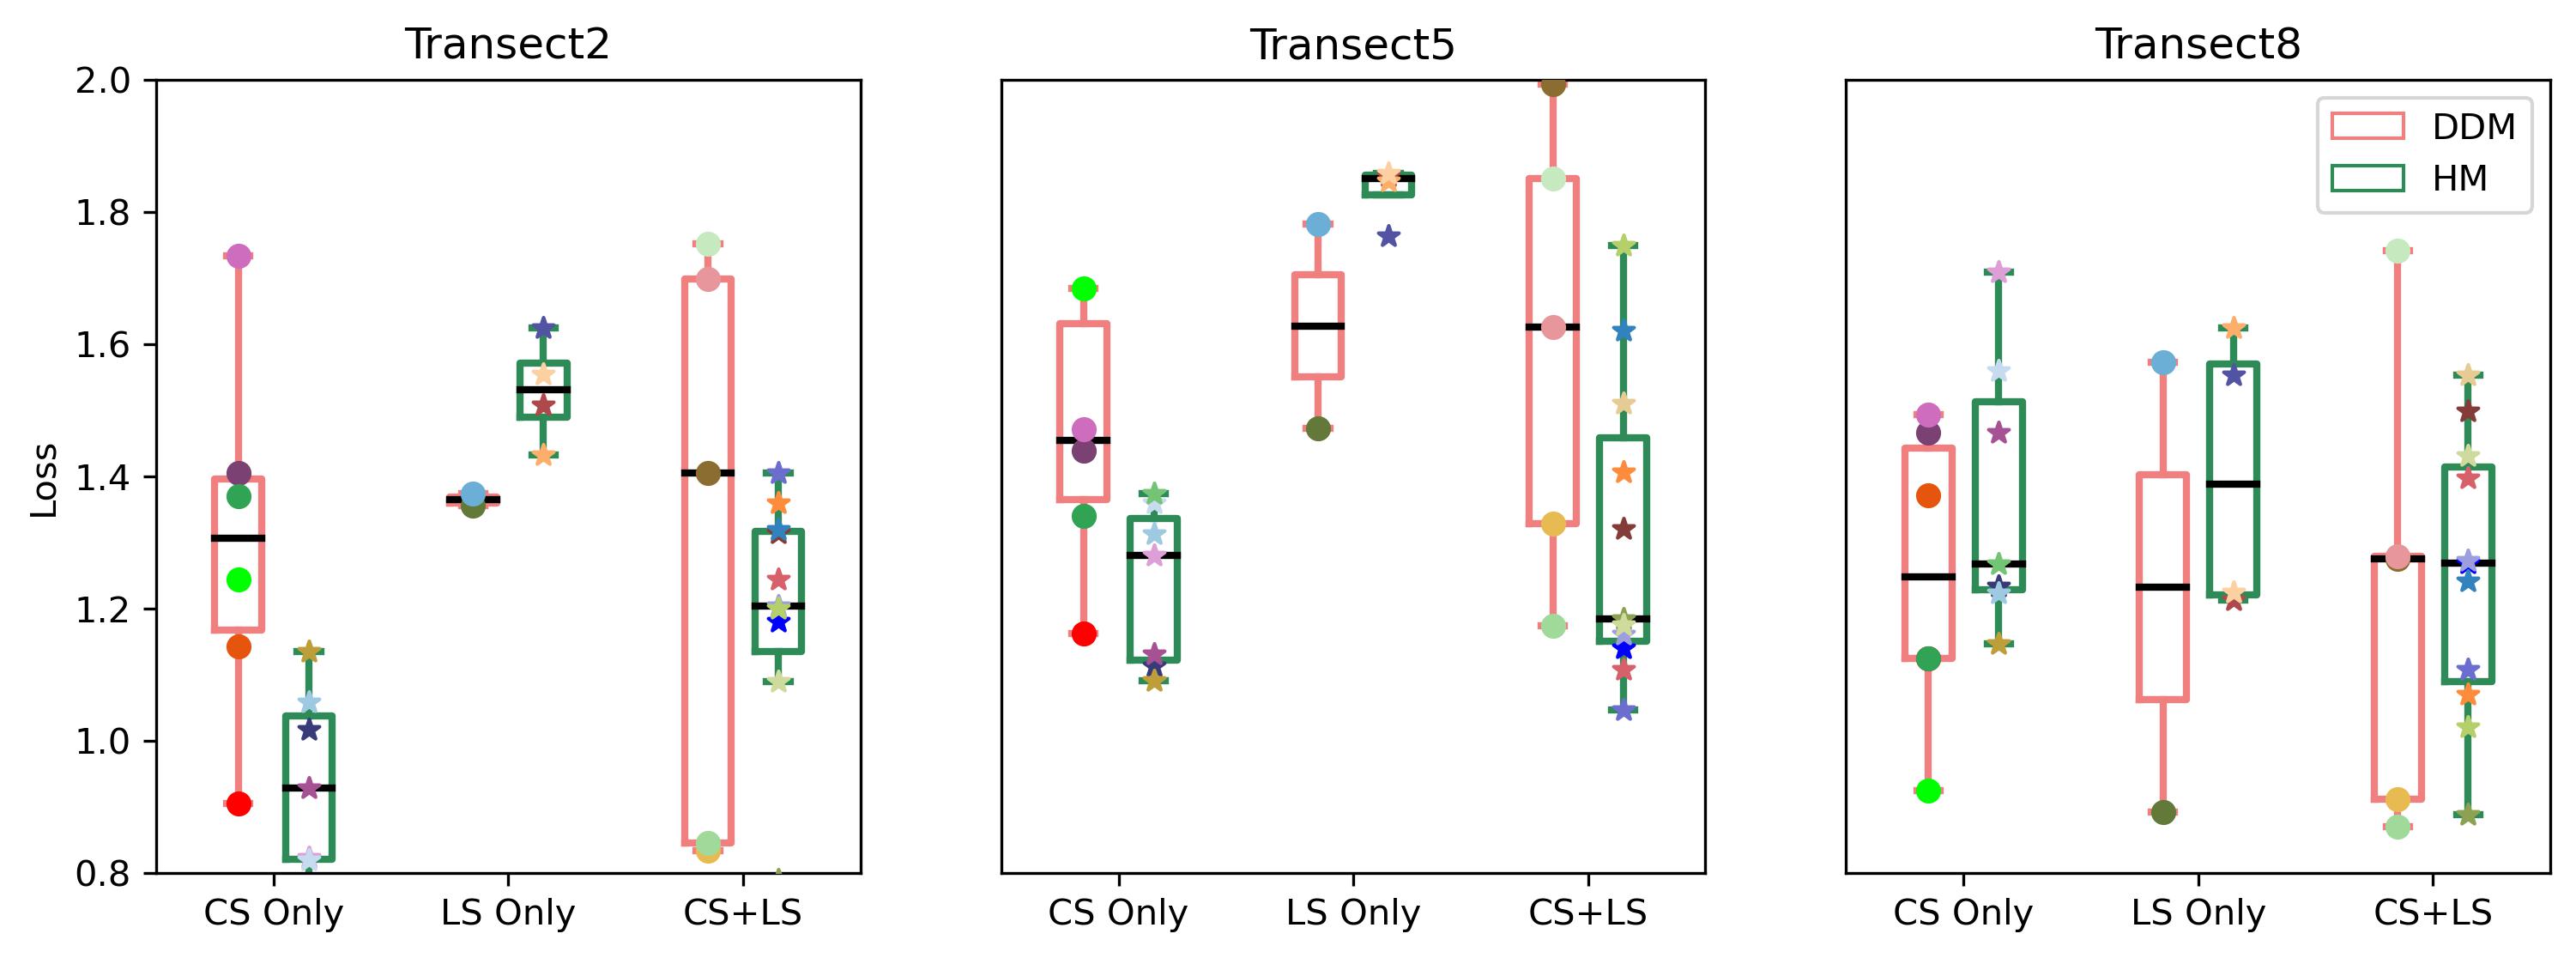 Transect2
Transect5
Transect8
2.0
1.8
1.6
1.4
1.2
1.0
0.8
Loss
DDM
HM
CS Only
LS Only
CS+LS
CS Only
LS Only
CS+LS
CS Only
LS Only
CS+LS